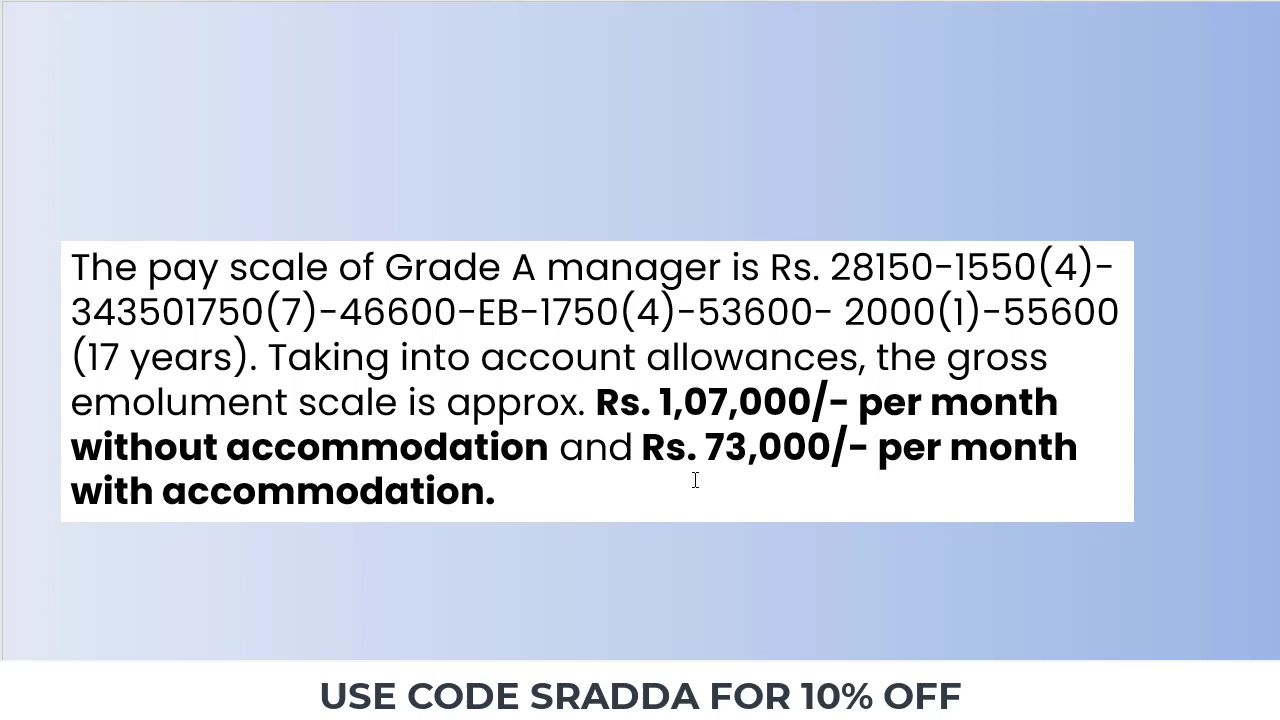 The pay scale of Grade A manager is Rs. 28150-1550(4)-
343501750(7)-46600-EB-1750(4)-53600- 2000(1)-55600
(17 years). Taking into account allowances, the gross
emolument scale is approx. Rs. 1,07,000/- per month
without accommodation and Rs. 73,000/- per month
with accommodation.
USE CODE SRADDA FOR 10% OFF